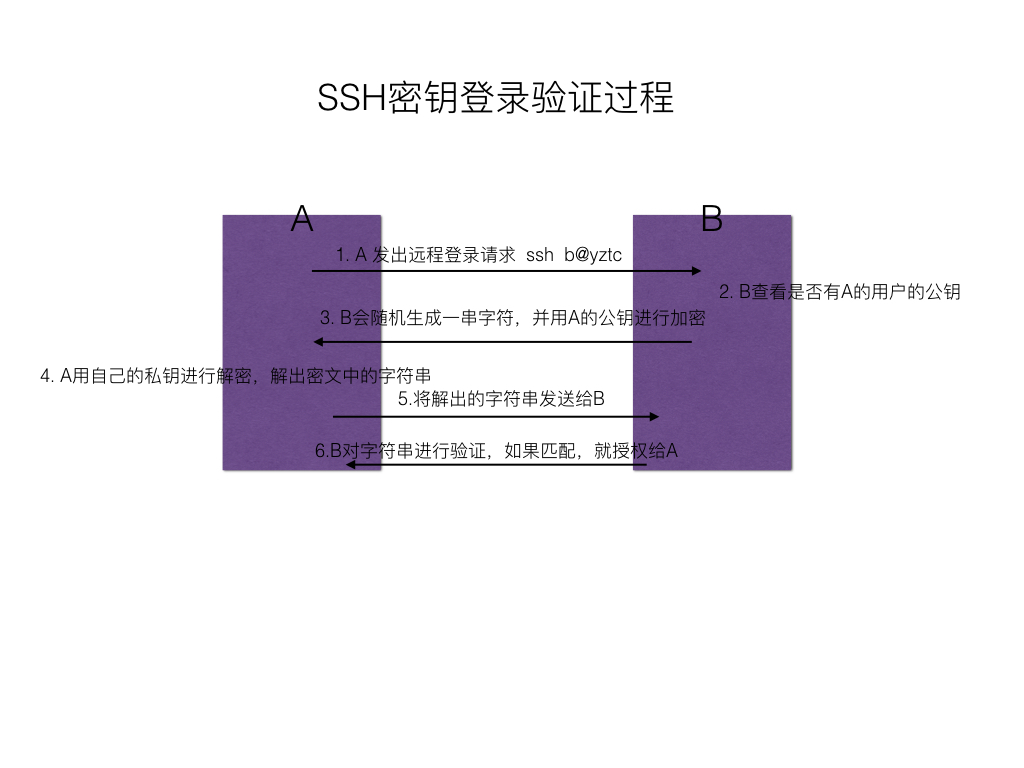 SSH密钥登录验证过程
A
B
1. A 发出远程登录请求 ssh b@yztc
2. B查看是否有A的用户的公钥
3. B会随机生成一串字符，并用A的公钥进行加密
4. A用自己的私钥进行解密，解出密文中的字符串
5.将解出的字符串发送给B
6.B对字符串进行验证，如果匹配，就授权给A